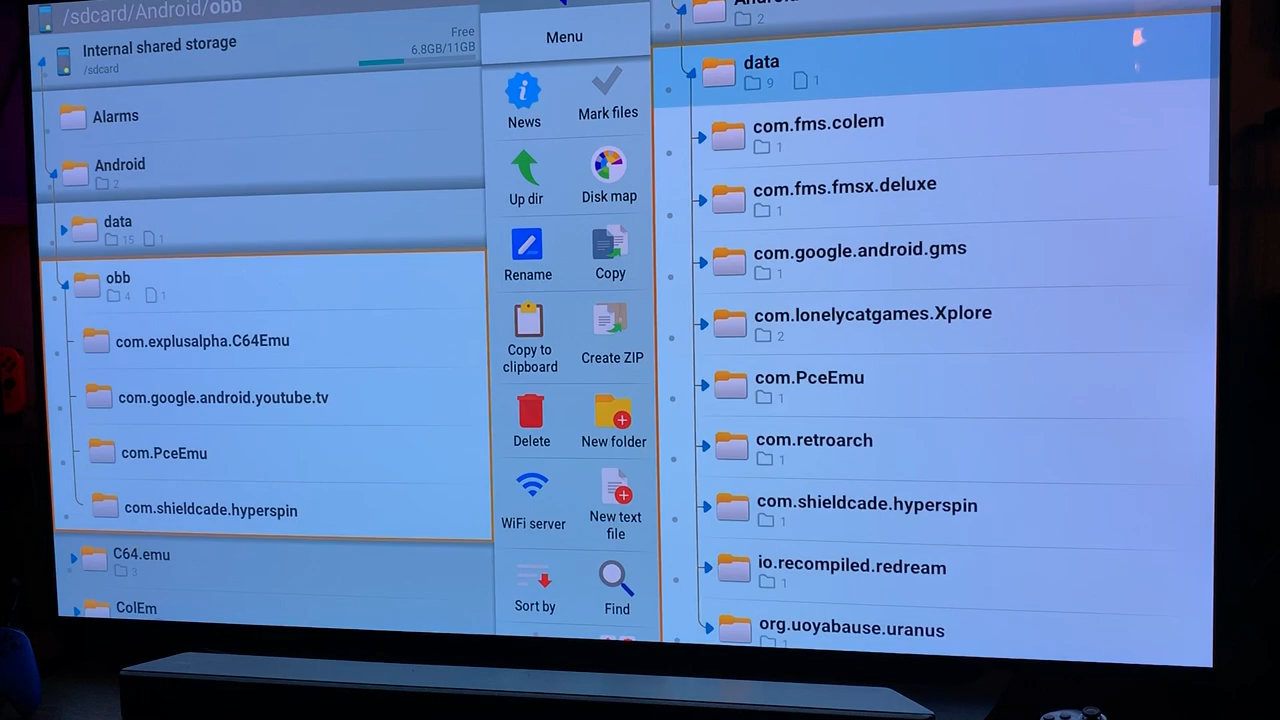 /sdcard/Android/obb
Internal shared storage
/sdcard
Free
6.8GB/11GB
Alarms
Android
2
data
15 1
obb
4 1
com.explusalpha.C64Emu
com.google.android.youtube.tv
com.PceEmu
com.shieldcade.hyperspin
C64.emu
3
ColEm
Menu
News
Mark files
Up dir
Disk map
Rename
Copy
Copy to
clipboard
Create ZIP
Delete
New folder
WiFi server
New text
file
Sort by
Find
2
data
9 1
com.fms.colem
1
com.fms.fmsx.deluxe
1
com.google.android.gms
1
com.lonelycatgames.Xplore
2
com.PceEmu
1
com.retroarch
1
com.shieldcade.hyperspin
1
io.recompiled.redream
1
org.uoyabause.uranus
1